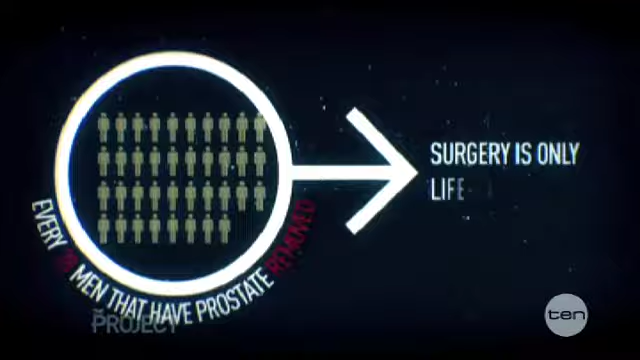 SURGERY IS ONLY
LIFE
EVERY MEN THAT HAVE PROSTATE REMOVED
PROJECT
ten